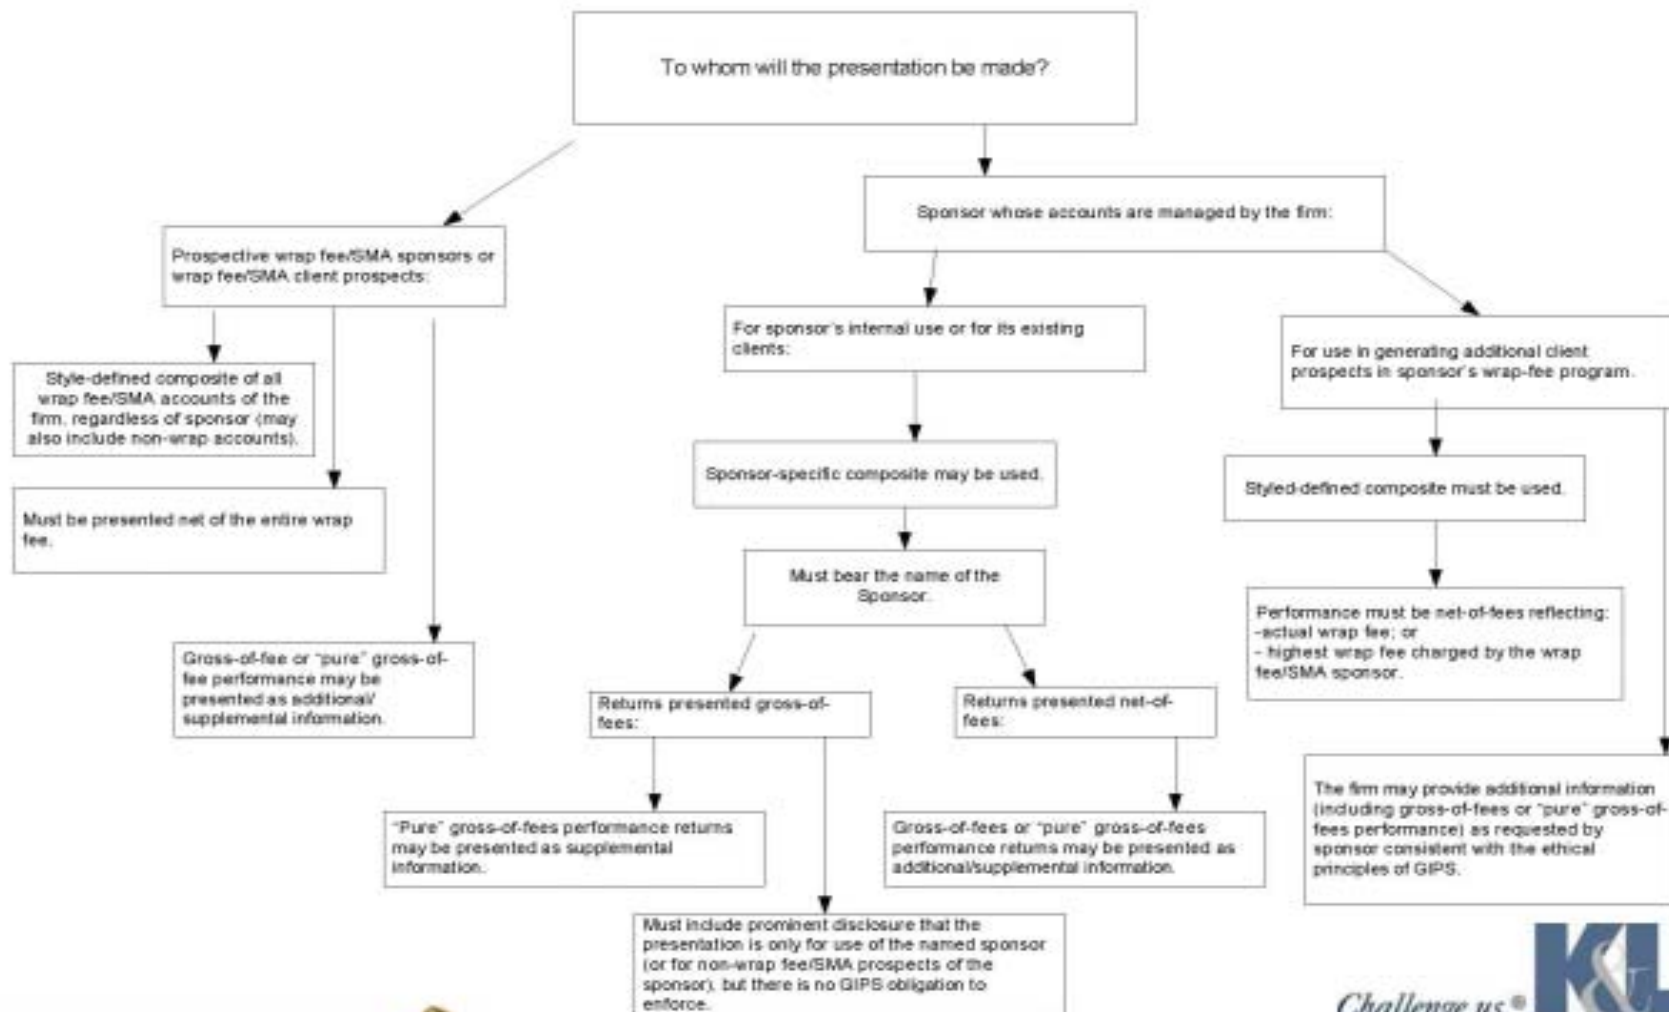 To whom will the presentation be made?
Sponsor whose accounts are managed by the firm:
Prospective wrap fee/SMA sponsors or
wrap fee/SMA client prospects:
For sponsor's internal use or for its existing
clients:
For use in generating additional client
prospects in sponsor's wrap-fee program.
Style-defined composite of all
wrap fee/SMA accounts of the
firm, regardless of sponsor (may
also include non-wrap accounts).
Sponsor-specific composite may be used.
Styled-defined composite must be used.
Must be presented net of the entire wrap
fee.
Must bear the name of the
Sponsor.
Performance must be net-of-fees reflecting:
-actual wrap fee; or
- highest wrap fee charged by the wrap
fee/SMA sponsor.
Gross-of-fee or "pure" gross-of-
fee performance may be
presented as additional/
supplemental information.
Returns presented gross-of-
fees:
Returns presented net-of-
fees:
"Pure" gross-of-fees performance returns
may be presented as supplemental
information.
Gross-of-fees or "pure" gross-of-fees
performance returns may be presented as
additional/supplemental information.
The firm may provide additional information
(including gross-of-fees or "pure" gross-of-
fees performance) as requested by
sponsor consistent with the ethical
principles of GIPS.
Must include prominent disclosure that the
presentation is only for use of the named sponsor
(or for non-wrap fee/SMA prospects of the
sponsor), but there is no GIPS obligation to
enforce.
Challenge us.®
K&L